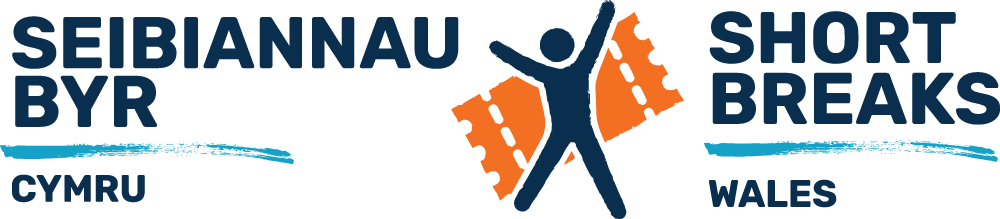 SEIBIANNAU
BYR
CYMRU
SHORT
BREAKS
WALES